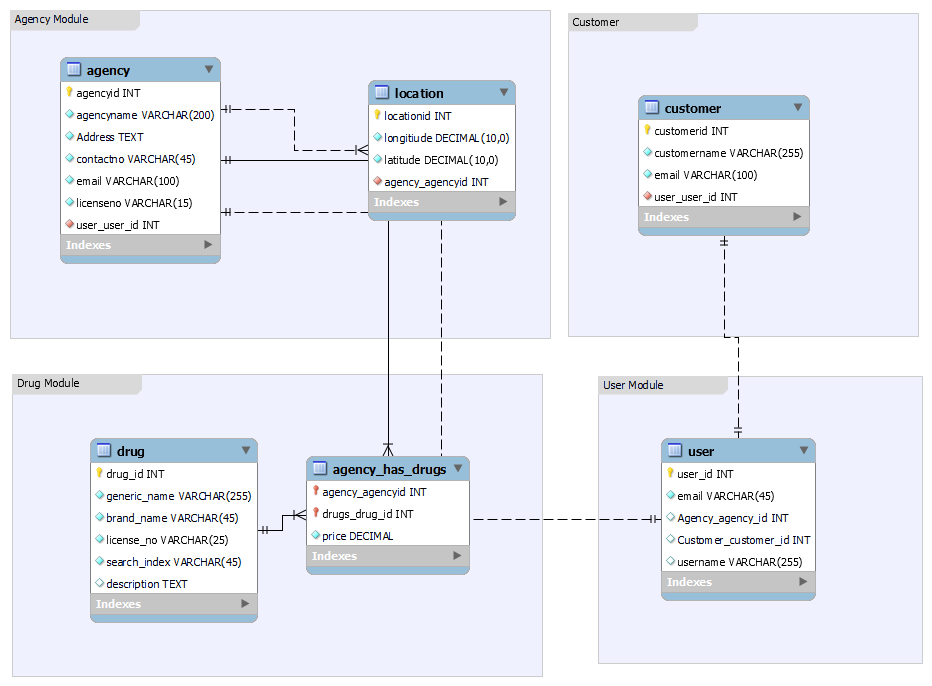 Agency Module
agency
agencyid INT
agencyname VARCHAR(200)
Address TEXT
contactno VARCHAR(45)
email VARCHAR(100)
licenseno VARCHAR(15)
user_user_id INT
Indexes
location
locationid INT
longitiude DECIMAL(10,0)
latitude DECIMAL(10,0)
agency_agencyid INT
Indexes
Customer
customer
customerid INT
customername VARCHAR(255)
email VARCHAR(100)
user_user_id INT
Indexes
Drug Module
drug
drug_id INT
generic_name VARCHAR(255)
brand_name VARCHAR(45)
license_no VARCHAR(25)
search_index VARCHAR(45)
description TEXT
Indexes
agency_has_drugs
agency_agencyid INT
drugs_drug_id INT
price DECIMAL
Indexes
User Module
user
user_id INT
email VARCHAR(45)
Agency_agency_id INT
Customer_customer_id INT
username VARCHAR(255)
Indexes